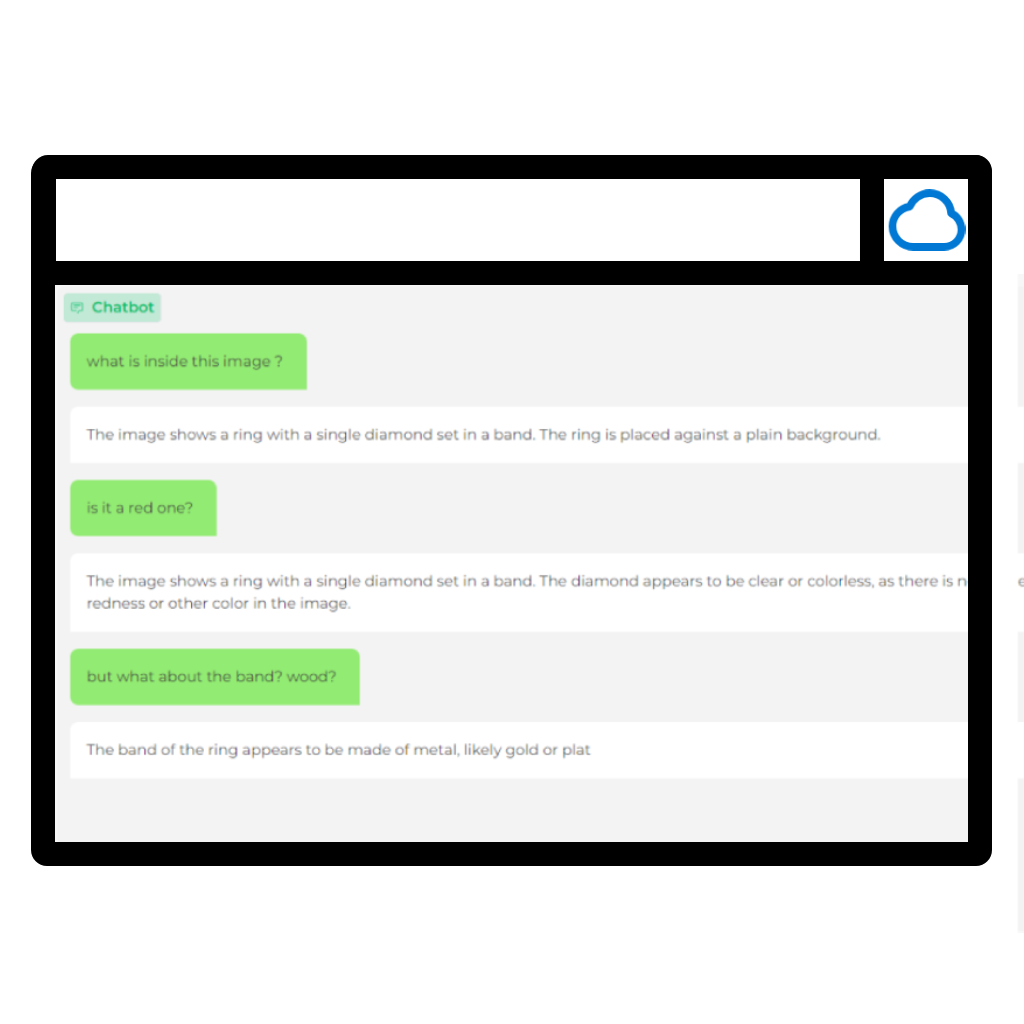 Chatbot
what is inside this image ?
The image shows a ring with a single diamond set in a band. The ring is placed against a plain background.
is it a red one?
The image shows a ring with a single diamond set in a band. The diamond appears to be clear or colorless, as there is
redness or other color in the image.
but what about the band? wood?
The band of the ring appears to be made of metal, likely gold or plat